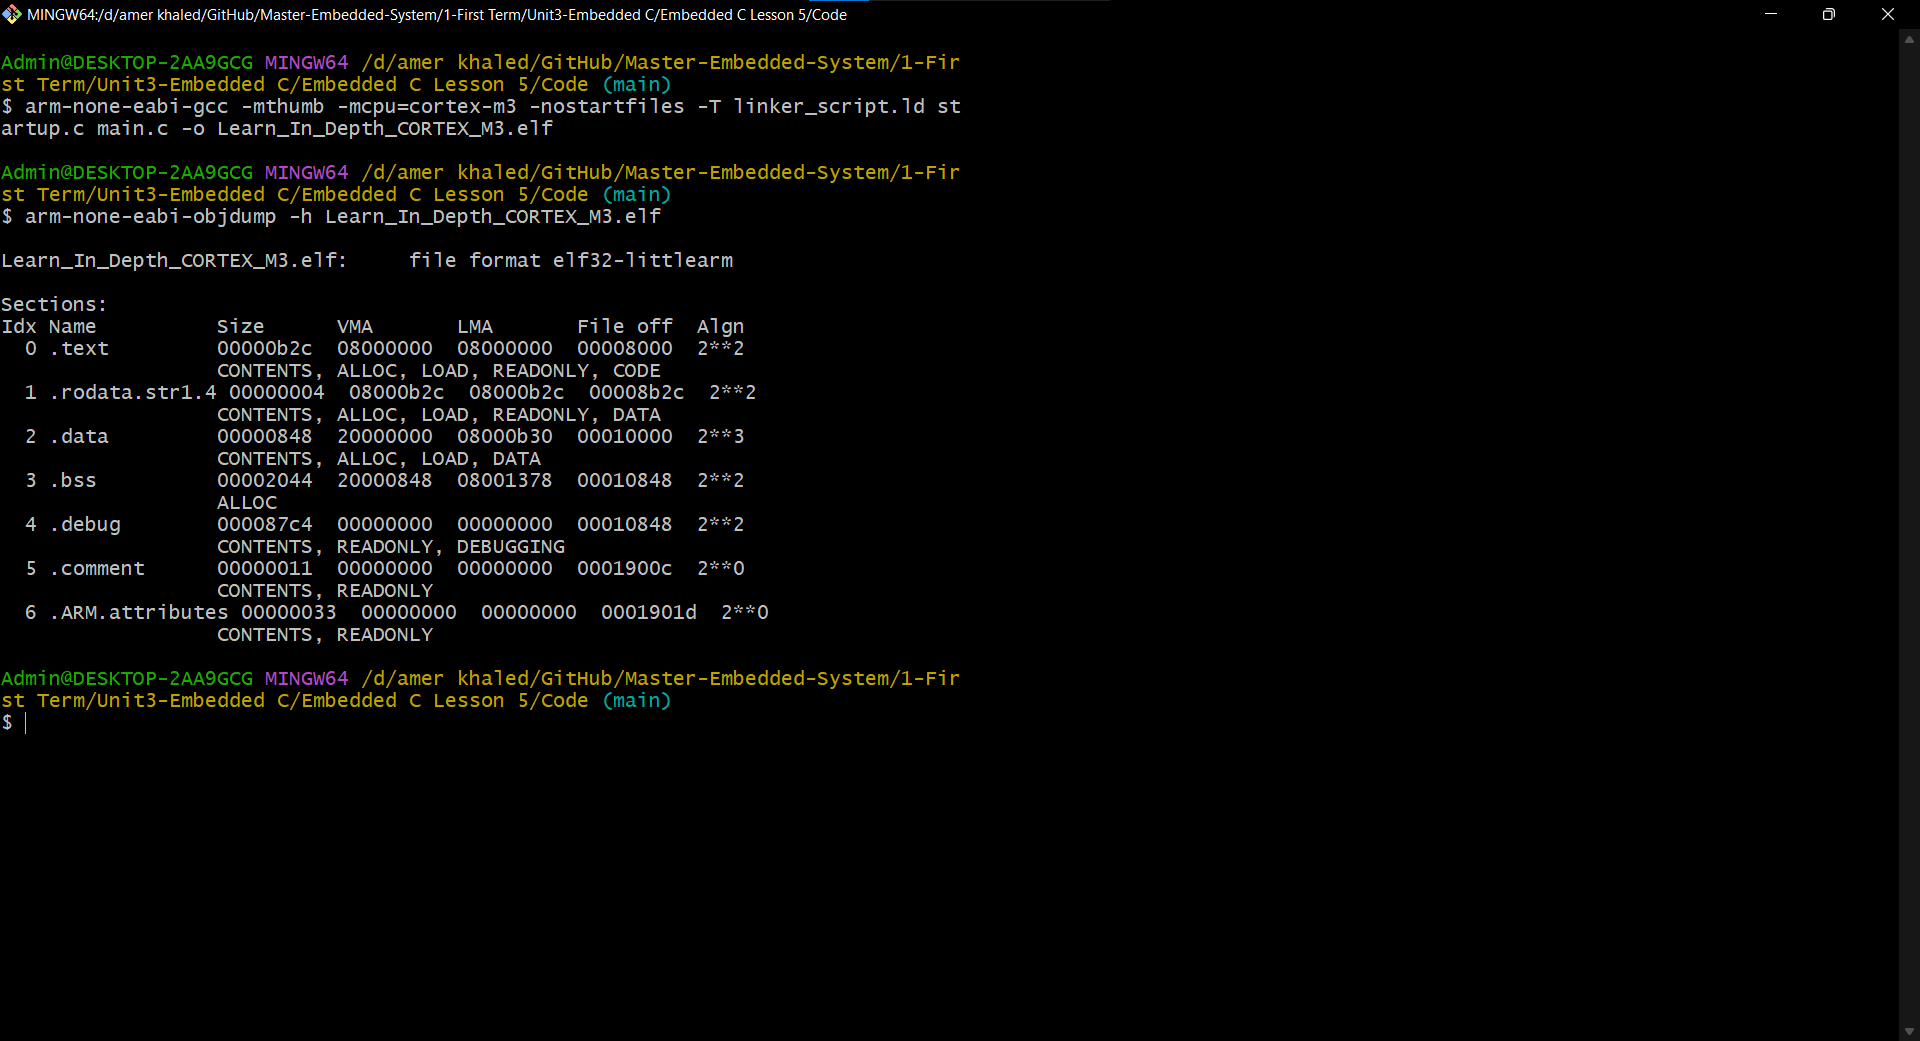 MINGW64:/d/amer khaled/GitHub/Master-Embedded-System/1-First Term/Unit3-Embedded C/Embedded C Lesson 5/Code
Admin@DESKTOP-2AA9GCG MINGW64 /d/amer khaled/GitHub/Master-Embedded-System/1-Fir
st Term/Unit3-Embedded C/Embedded C Lesson 5/Code (main)
$ arm-none-eabi-gcc -mthumb -mcpu=cortex-m3 -nostartfiles -T linker_script.ld st
artup.c main.c -o Learn_In_Depth_CORTEX_M3.elf
Admin@DESKTOP-2AA9GCG MINGW64 /d/amer khaled/GitHub/Master-Embedded-System/1-Fir
st Term/Unit3-Embedded C/Embedded C Lesson 5/Code (main)
$ arm-none-eabi-objdump -h Learn_In_Depth_CORTEX_M3.elf
Learn_In_Depth_CORTEX_M3.elf:     file format elf32-littlearm
Sections:
Idx Name          Size      VMA       LMA       File off  Algn
  0 .text         00000b2c  08000000  08000000  00008000  2**2
                  CONTENTS, ALLOC, LOAD, READONLY, CODE
  1 .rodata.str1.4 00000004  08000b2c  08000b2c  00008b2c  2**2
                  CONTENTS, ALLOC, LOAD, READONLY, DATA
  2 .data         00000848  20000000  08000b30  00010000  2**3
                  CONTENTS, ALLOC, LOAD, DATA
  3 .bss          00002044  20000848  08001378  00010848  2**2
                  ALLOC
  4 .debug        000087c4  00000000  00000000  00010848  2**2
                  CONTENTS, READONLY, DEBUGGING
  5 .comment      00000011  00000000  00000000  0001900c  2**0
                  CONTENTS, READONLY
  6 .ARM.attributes 00000033  00000000  00000000  0001901d  2**0
                  CONTENTS, READONLY
Admin@DESKTOP-2AA9GCG MINGW64 /d/amer khaled/GitHub/Master-Embedded-System/1-Fir
st Term/Unit3-Embedded C/Embedded C Lesson 5/Code (main)
$